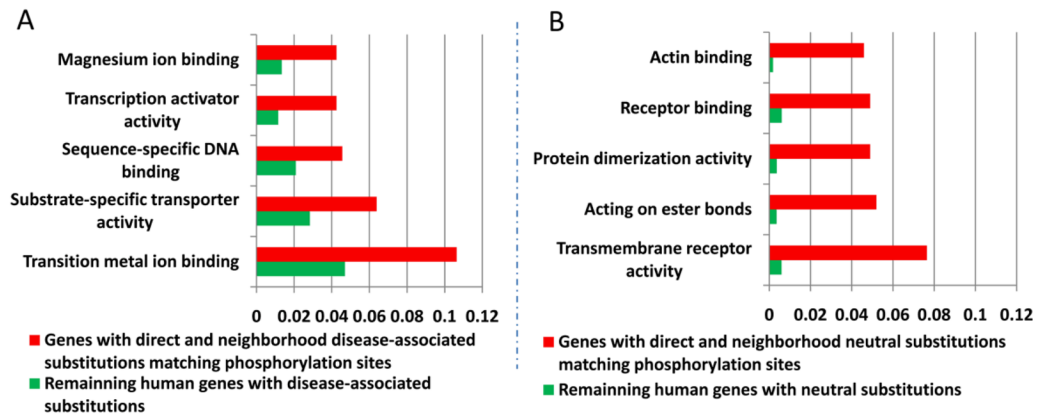 A
Magnesium ion binding
Transcription activator
activity
Sequence-specific DNA
binding
Substrate-specific transporter
activity
Transition metal ion binding
0 0.02 0.04 0.06 0.08 0.1 0.12
Genes with direct and neighborhood disease-associated
substitutions matching phosphorylation sites
Remainning human genes with disease-associated
substitutions
B
Actin binding
Receptor binding
Protein dimerization activity
Acting on ester bonds
Transmembrane receptor
activity
0 0.02 0.04 0.06 0.08 0.1 0.12
Genes with direct and neighborhood neutral substitutions
matching phosphorylation sites
Remainning human genes with neutral substitutions